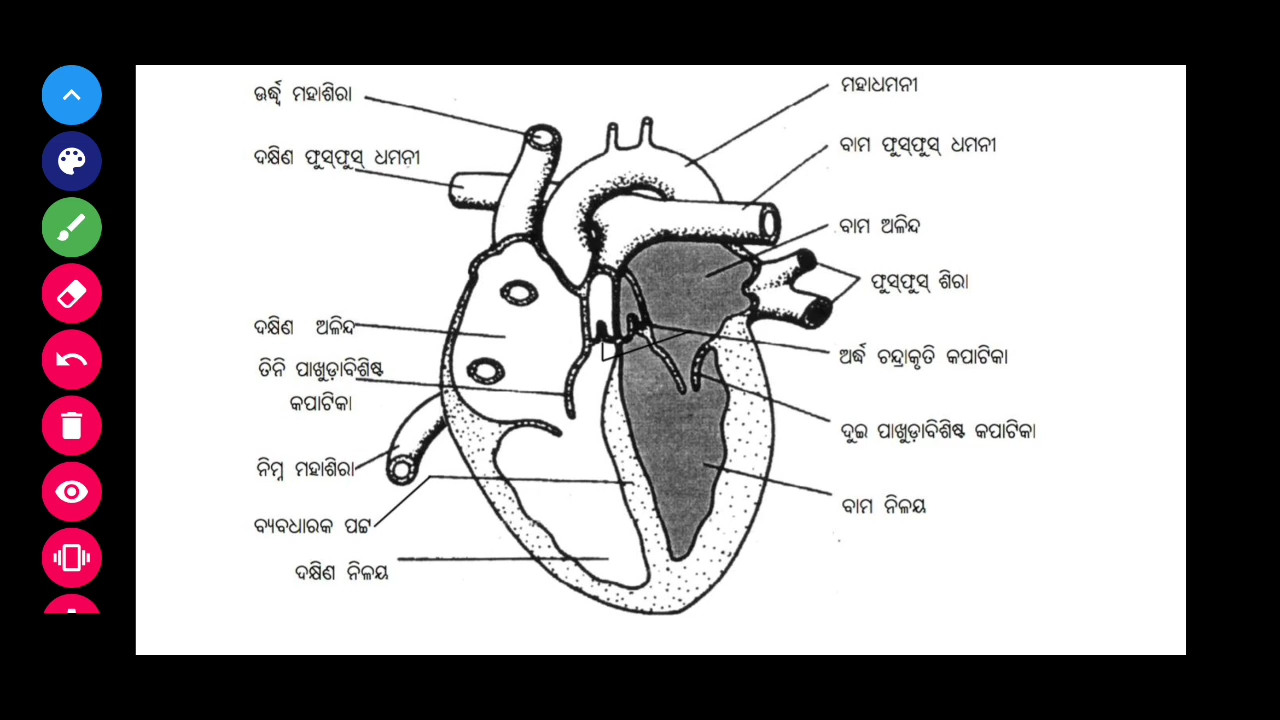 ଊର୍ଦ୍ଧ୍ୱ ମହାଶିରା
ଦକ୍ଷିଣ ଫୁସ୍‌ଫୁସ୍ ଧମନୀ
ଦକ୍ଷିଣ ଅଳିନ୍ଦ
ତିନି ପାଖୁଡ଼ାବିଶିଷ୍ଟ
କପାଟିକା
ନିମ୍ନ ମହାଶିରା
ବ୍ୟବଧାରକ ପଟ୍ଟ
ଦକ୍ଷିଣ ନିଳୟ
ମହାଧମନୀ
ବାମ ଫୁସ୍‌ଫୁସ୍ ଧମନୀ
ବାମ ଅଳିନ୍ଦ
ଫୁସ୍‌ଫୁସ୍ ଶିରା
ଅର୍ଦ୍ଧ ଚନ୍ଦ୍ରାକୃତି କପାଟିକା
ଦୁଇ ପାଖୁଡ଼ାବିଶିଷ୍ଟ କପାଟିକା
ବାମ ନିଳୟ